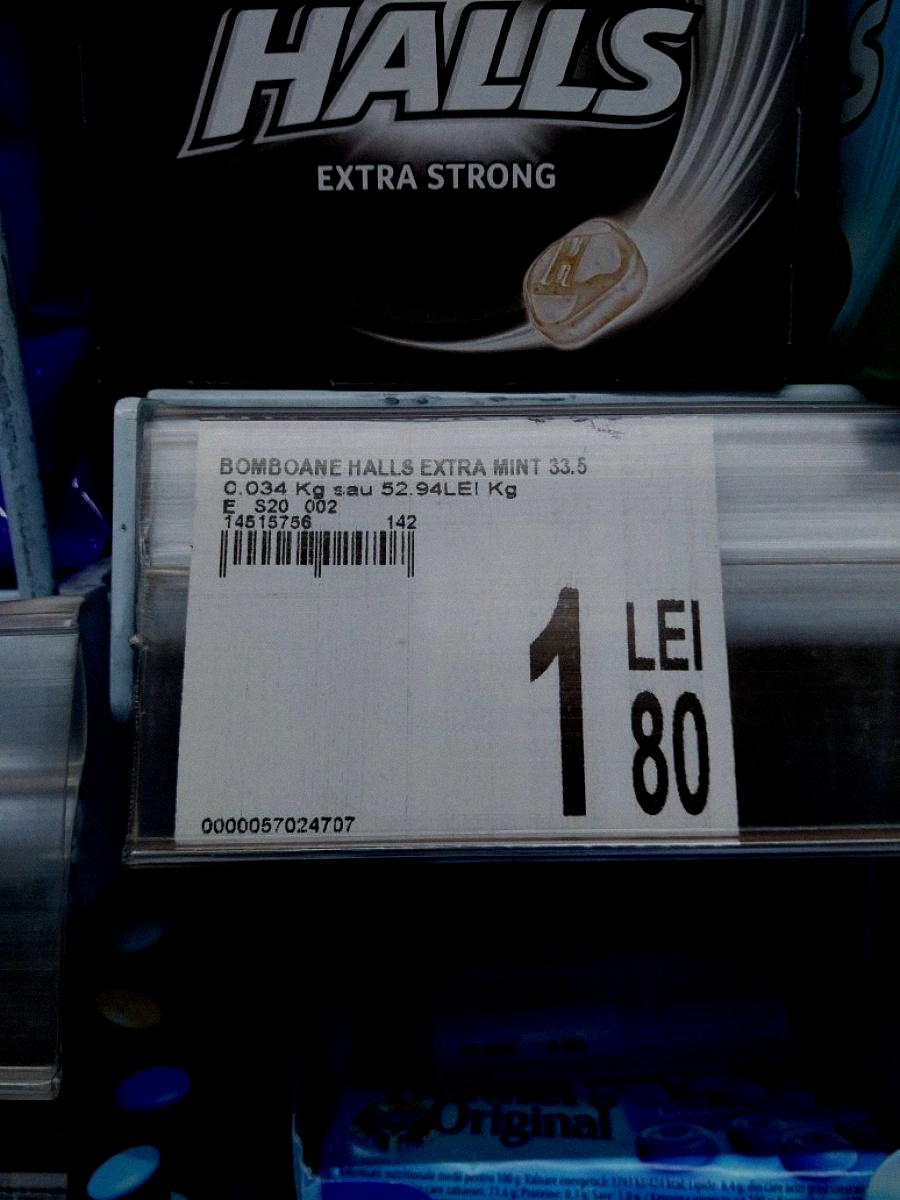 HALLS
EXTRA STRONG
S
BOMBOANE HALLS EXTRA MINT 33.5
0.034 Kg sau 52.94LEI Kg
E S20 002
14515756 142
1 LEI 80
0000057024707
Original